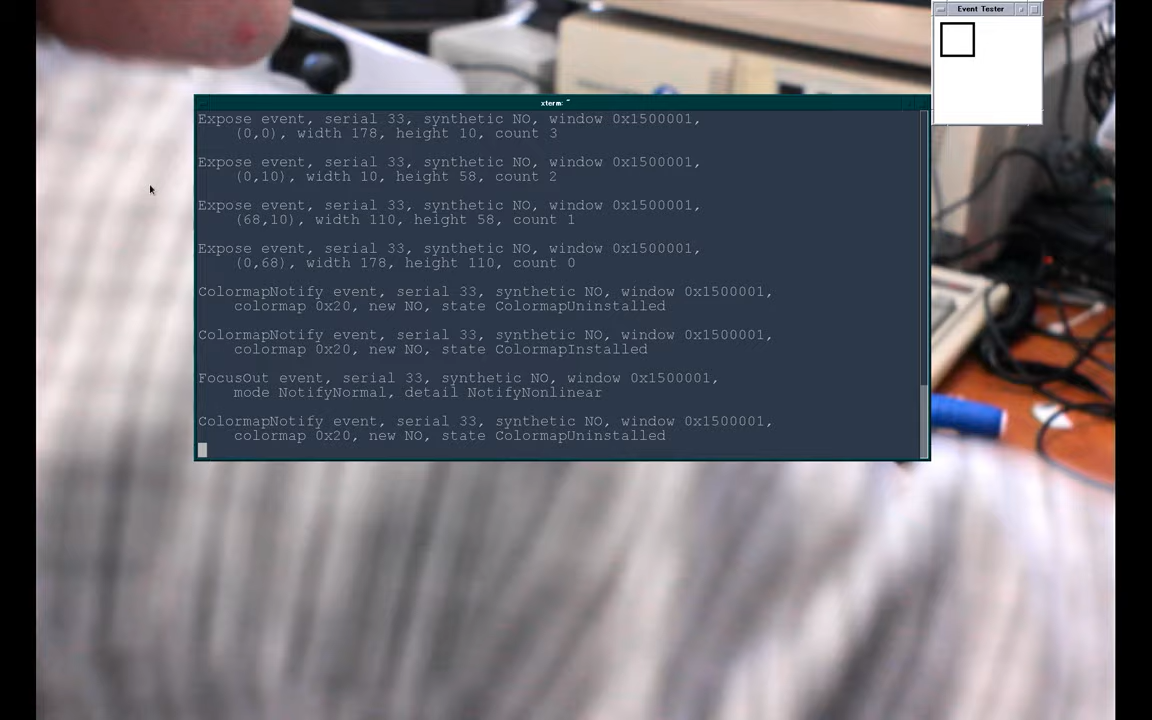 Event Tester
xterm: ~
Expose event, serial 33, synthetic NO, window 0x1500001,
(0,0), width 178, height 10, count 3
Expose event, serial 33, synthetic NO, window 0x1500001,
(0,10), width 10, height 58, count 2
Expose event, serial 33, synthetic NO, window 0x1500001,
(68,10), width 110, height 58, count 1
Expose event, serial 33, synthetic NO, window 0x1500001,
(0,68), width 178, height 110, count 0
ColormapNotify event, serial 33, synthetic NO, window 0x1500001,
colormap 0x20, new NO, state ColormapUninstalled
ColormapNotify event, serial 33, synthetic NO, window 0x1500001,
colormap 0x20, new NO, state ColormapInstalled
FocusOut event, serial 33, synthetic NO, window 0x1500001,
mode NotifyNormal, detail NotifyNonlinear
ColormapNotify event, serial 33, synthetic NO, window 0x1500001,
colormap 0x20, new NO, state ColormapUninstalled